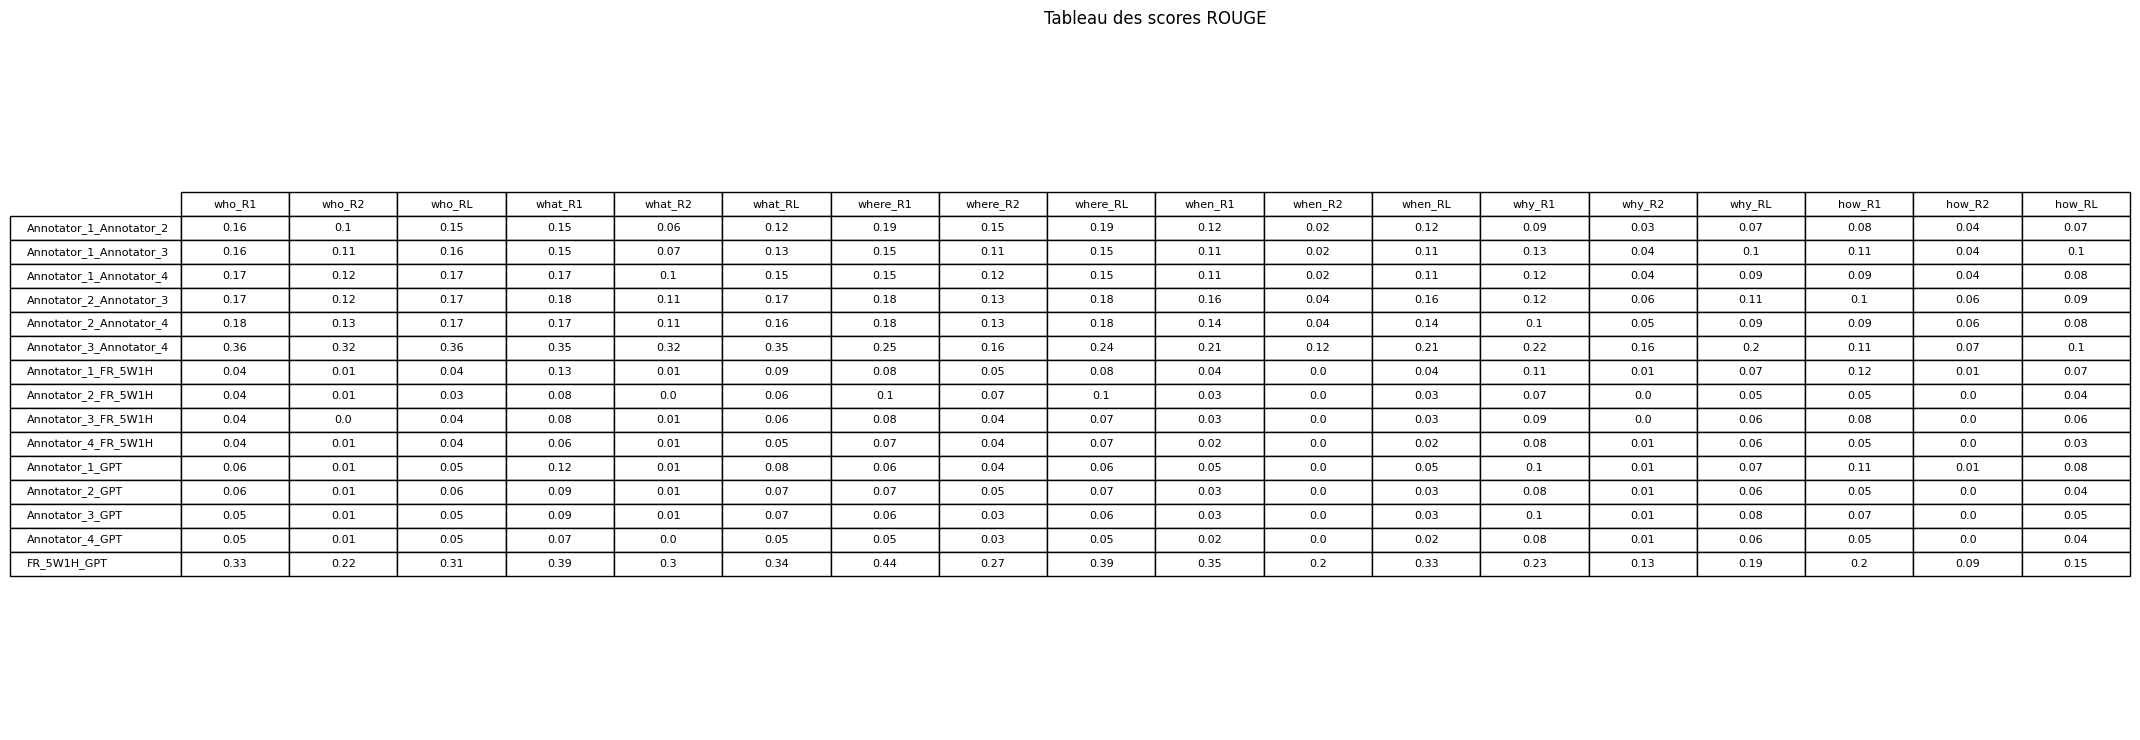 Tableau des scores ROUGE
who_R1 who_R2 who_RL what_R1 what_R2 what_RL where_R1 where_R2 where_RL when_R1 when_R2 when_RL why_R1 why_R2 why_RL how_R1 how_R2 how_RL
Annotator_1_Annotator_2 0.16 0.1 0.15 0.15 0.06 0.12 0.19 0.15 0.19 0.12 0.02 0.12 0.09 0.03 0.07 0.08 0.04 0.07
Annotator_1_Annotator_3 0.16 0.11 0.16 0.15 0.07 0.13 0.15 0.11 0.15 0.11 0.02 0.11 0.13 0.04 0.1 0.11 0.04 0.1
Annotator_1_Annotator_4 0.17 0.12 0.17 0.17 0.1 0.15 0.15 0.12 0.15 0.11 0.02 0.11 0.12 0.04 0.09 0.09 0.04 0.08
Annotator_2_Annotator_3 0.17 0.12 0.17 0.18 0.11 0.17 0.18 0.13 0.18 0.16 0.04 0.16 0.12 0.06 0.11 0.1 0.06 0.09
Annotator_2_Annotator_4 0.18 0.13 0.17 0.17 0.11 0.16 0.18 0.13 0.18 0.14 0.04 0.14 0.1 0.05 0.09 0.09 0.06 0.08
Annotator_3_Annotator_4 0.36 0.32 0.36 0.35 0.32 0.35 0.25 0.16 0.24 0.21 0.12 0.21 0.22 0.16 0.2 0.11 0.07 0.1
Annotator_1_FR_5W1H 0.04 0.01 0.04 0.13 0.01 0.09 0.08 0.05 0.08 0.04 0.0 0.04 0.11 0.01 0.07 0.12 0.01 0.07
Annotator_2_FR_5W1H 0.04 0.01 0.03 0.08 0.0 0.06 0.1 0.07 0.1 0.03 0.0 0.03 0.07 0.0 0.05 0.05 0.0 0.04
Annotator_3_FR_5W1H 0.04 0.0 0.04 0.08 0.01 0.06 0.08 0.04 0.07 0.03 0.0 0.03 0.09 0.0 0.06 0.08 0.0 0.06
Annotator_4_FR_5W1H 0.04 0.01 0.04 0.06 0.01 0.05 0.07 0.04 0.07 0.02 0.0 0.02 0.08 0.01 0.06 0.05 0.0 0.03
Annotator_1_GPT 0.06 0.01 0.05 0.12 0.01 0.08 0.06 0.04 0.06 0.05 0.0 0.05 0.1 0.01 0.07 0.11 0.01 0.08
Annotator_2_GPT 0.06 0.01 0.06 0.09 0.01 0.07 0.07 0.05 0.07 0.03 0.0 0.03 0.08 0.01 0.06 0.05 0.0 0.04
Annotator_3_GPT 0.05 0.01 0.05 0.09 0.01 0.07 0.06 0.03 0.06 0.03 0.0 0.03 0.1 0.01 0.08 0.07 0.0 0.05
Annotator_4_GPT 0.05 0.01 0.05 0.07 0.0 0.05 0.05 0.03 0.05 0.02 0.0 0.02 0.08 0.01 0.06 0.05 0.0 0.04
FR_5W1H_GPT 0.33 0.22 0.31 0.39 0.3 0.34 0.44 0.27 0.39 0.35 0.2 0.33 0.23 0.13 0.19 0.2 0.09 0.15